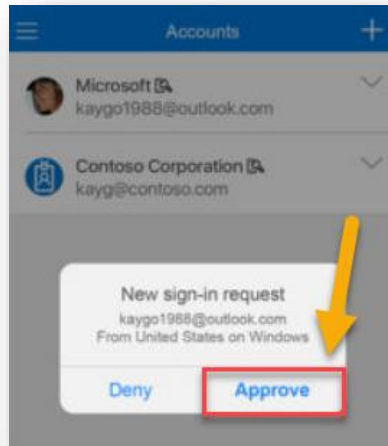 Accounts
Microsoft
kaygo1988@outlook.com
Contoso Corporation
kayg@contoso.com
New sign-in request
kaygo1988@outlook.com
From United States on Windows
Deny Approve